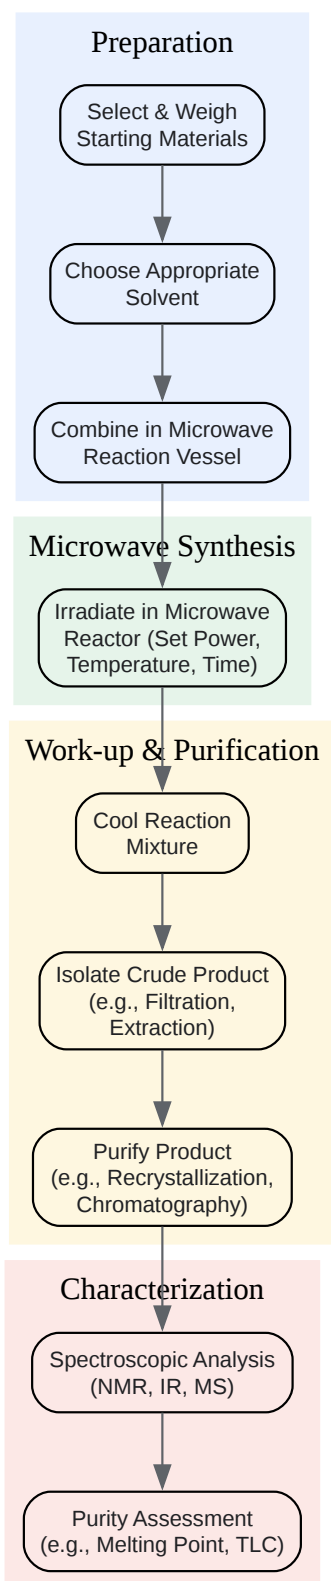 Preparation
Select & Weigh
Starting Materials
Choose Appropriate
Solvent
Combine in Microwave
Reaction Vessel
Microwave Synthesis
Irradiate in Microwave
Reactor (Set Power,
Temperature, Time)
Work-up & Purification
Cool Reaction
Mixture
Isolate Crude Product
(e.g., Filtration,
Extraction)
Purify Product
(e.g., Recrystallization,
Chromatography)
Characterization
Spectroscopic Analysis
(NMR, IR, MS)
Purity Assessment
(e.g., Melting Point, TLC)